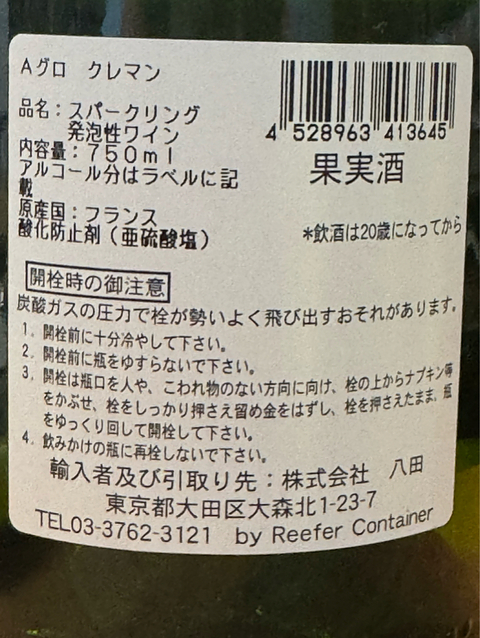 Aグロ　クレマン
品名：スパークリング
発泡性ワイン
内容量：７５０ｍｌ
アルコール分はラベルに記
載
原産国：フランス
酸化防止剤（亜硫酸塩）
4 528963 413645
果実酒
*飲酒は20歳になってから
開栓時の御注意
炭酸ガスの圧力で栓が勢いよく飛び出すおそれがあります。
1. 開栓前に十分冷やして下さい。
2. 開栓前に瓶をゆすらないで下さい。
3. 開栓は瓶口を人や、こわれ物のない方向に向け、栓の上からナプキン等
をかぶせ、栓をしっかり押さえ留め金をはずし、栓を押さえたまま、瓶
をゆっくり回して開栓して下さい。
4. 飲みかけの瓶に再栓しないで下さい。
輸入者及び引取り先：株式会社　八田
東京都大田区大森北1-23-7
TEL03-3762-3121　by Reefer Container